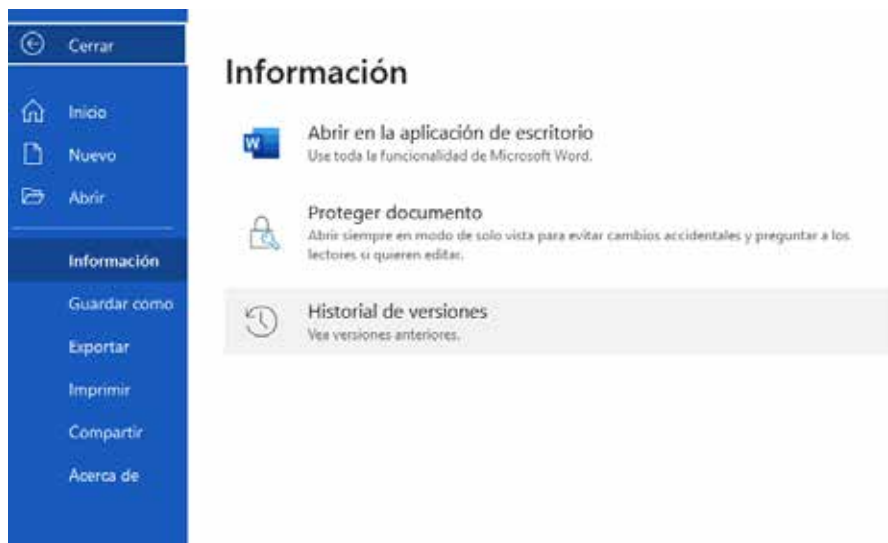 Cerrar
Inicio
Nuevo
Abrir
Información
Guardar como
Exportar
Imprimir
Compartir
Acerca de
Información
W
Abrir en la aplicación de escritorio
Use toda la funcionalidad de Microsoft Word.
Proteger documento
Abrir siempre en modo de solo vista para evitar cambios accidentales y preguntar a los
lectores si quieren editar.
Historial de versiones
Vea versiones anteriores.